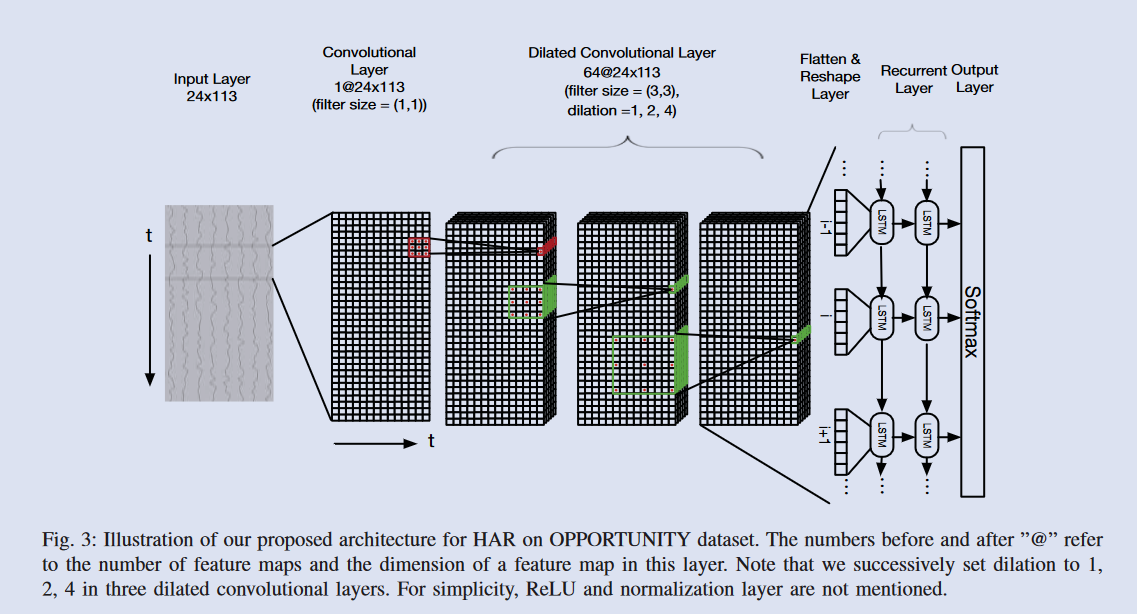 Input Layer
24x113
Convolutional
Layer
1@24x113
(filter size = (1,1))
Dilated Convolutional Layer
64@24x113
(filter size = (3,3),
dilation =1, 2, 4)
Flatten &
Reshape
Layer
Recurrent
Layer
Output
Layer
t
t
...
...
...
i-1
LSTM
LSTM
i
LSTM
LSTM
i+1
LSTM
LSTM
...
...
...
Softmax
Fig. 3: Illustration of our proposed architecture for HAR on OPPORTUNITY dataset. The numbers before and after ”@” refer
to the number of feature maps and the dimension of a feature map in this layer. Note that we successively set dilation to 1,
2, 4 in three dilated convolutional layers. For simplicity, ReLU and normalization layer are not mentioned.